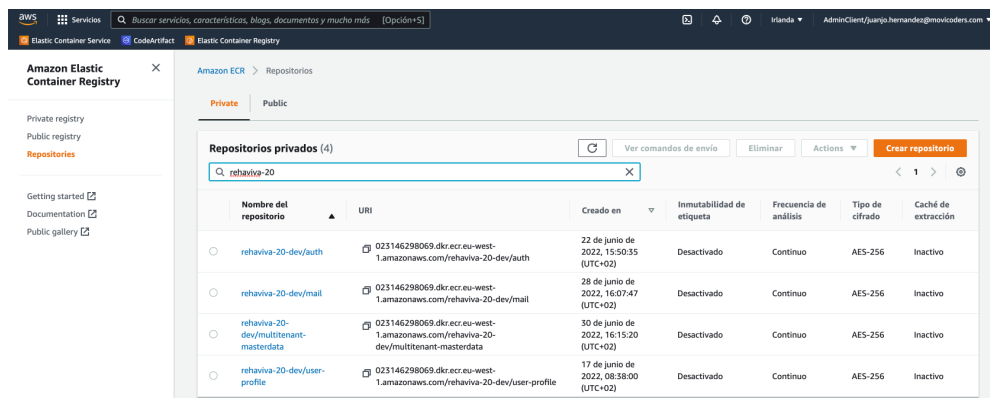 aws
Servicios
Buscar servicios, características, blogs, documentos y mucho más [Opción+S]
Irlanda ▼
AdminClient/juanjo.hernandez@movicoders.com
Elastic Container Service
CodeArtifact
Elastic Container Registry
Amazon Elastic
Container Registry
Private registry
Public registry
Repositories
Getting started
Documentation
Public gallery
Amazon ECR > Repositorios
Private
Public
Repositorios privados (4)
Ver comandos de envío
Eliminar
Actions ▼
Crear repositorio
rehaviva-20
< 1 >
Nombre del
repositorio ▲
URI
Creado en
Inmutabilidad de
etiqueta
Frecuencia de
análisis
Tipo de
cifrado
Caché de
extracción
rehaviva-20-dev/auth
023146298069.dkr.ecr.eu-west-
1.amazonaws.com/rehaviva-20-dev/auth
22 de junio de
2022, 15:50:35
(UTC+02)
Desactivado
Continuo
AES-256
Inactivo
rehaviva-20-dev/mail
023146298069.dkr.ecr.eu-west-
1.amazonaws.com/rehaviva-20-dev/mail
28 de junio de
2022, 16:07:47
(UTC+02)
Desactivado
Continuo
AES-256
Inactivo
rehaviva-20-
dev/multitenant-
masterdata
023146298069.dkr.ecr.eu-west-
1.amazonaws.com/rehaviva-20-
dev/multitenant-masterdata
30 de junio de
2022, 16:15:20
(UTC+02)
Desactivado
Continuo
AES-256
Inactivo
rehaviva-20-dev/user-
profile
023146298069.dkr.ecr.eu-west-
1.amazonaws.com/rehaviva-20-dev/user-profile
17 de junio de
2022, 08:38:00
(UTC+02)
Desactivado
Continuo
AES-256
Inactivo